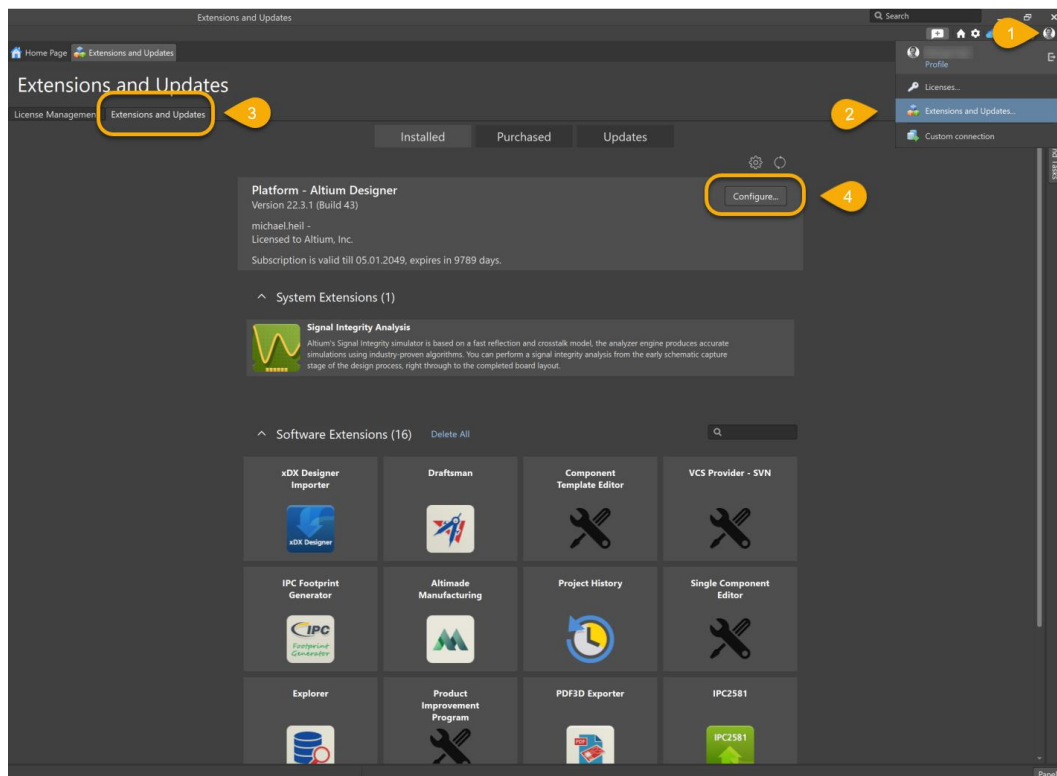 Extensions and Updates
Search
1
Home Page
Extensions and Updates
Profile
Extensions and Updates
Licenses...
License Management
Extensions and Updates
3
2
Extensions and Updates...
Custom connection
Installed
Purchased
Updates
Platform - Altium Designer
Version 22.3.1 (Build 43)
Configure...
4
michael.heil -
Licensed to Altium, Inc.
Subscription is valid till 05.01.2049, expires in 9789 days.
System Extensions (1)
Signal Integrity Analysis
Altium's Signal Integrity simulator is based on a fast reflection and crosstalk model, the analyzer engine produces accurate
simulations using industry-proven algorithms. You can perform a signal integrity analysis from the early schematic capture
stage of the design process, right through to the completed board layout.
Software Extensions (16)
Delete All
xDX Designer
Importer
xDX Designer
Draftsman
Component
Template Editor
VCS Provider - SVN
IPC Footprint
Generator
IPC
Footprint
Generator
Altimade
Manufacturing
Project History
Single Component
Editor
Explorer
Product
Improvement
Program
PDF3D Exporter
PDF
IPC2581
IPC2581